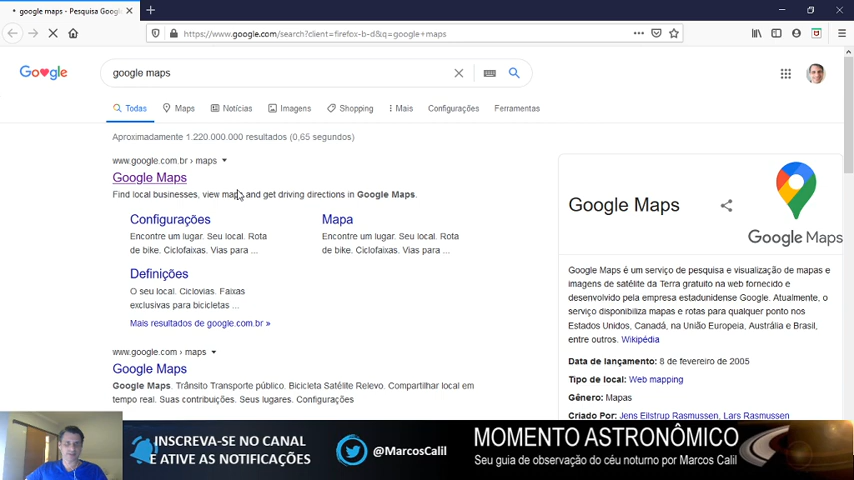 google maps - Pesquisa Googl
https://www.google.com/search?client=firefox-b-d&q=google+maps
Google
google maps
Todas Maps Notícias Imagens Shopping Mais Configurações Ferramentas
Aproximadamente 1.220.000.000 resultados (0,65 segundos)
www.google.com.br › maps
Google Maps
Find local businesses, view maps and get driving directions in Google Maps.
Configurações
Encontre um lugar. Seu local. Rota
de bike. Ciclofaixas. Vias para ...
Mapa
Encontre um lugar. Seu local. Rota
de bike. Ciclofaixas. Vias para ...
Definições
O seu local. Ciclovias. Faixas
exclusivas para bicicletas ...
Mais resultados de google.com.br »
www.google.com › maps
Google Maps
Google Maps. Trânsito Transporte público. Bicicleta Satélite Relevo. Compartilhar local em
tempo real. Suas contribuições. Seus lugares. Configurações
Google Maps
Google Maps
Google Maps é um serviço de pesquisa e visualização de mapas e
imagens de satélite da Terra gratuito na web fornecido e
desenvolvido pela empresa estadunidense Google. Atualmente, o
serviço disponibiliza mapas e rotas para qualquer ponto nos
Estados Unidos, Canadá, na União Europeia, Austrália e Brasil,
entre outros. Wikipédia
Data de lançamento: 8 de fevereiro de 2005
Tipo de local: Web mapping
Gênero: Mapas
Criado Por: Jens Eilstrup Rasmussen, Lars Rasmussen
INSCREVA-SE NO CANAL
E ATIVE AS NOTIFICAÇÕES
@MarcosCalil
MOMENTO ASTRONÔMICO
Seu guia de observação do céu noturno por Marcos Calil